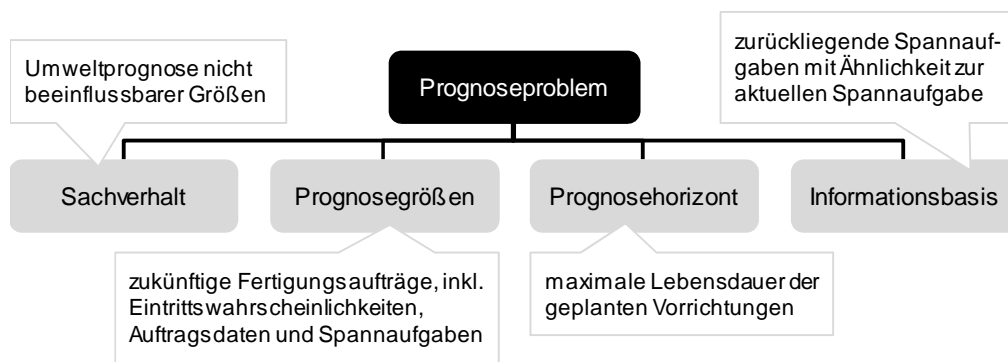 Umweltprognose nicht
beeinflussbarer Größen
Prognoseproblem
zurückliegende Spannauf-
gaben mit Ähnlichkeit zur
aktuellen Spannaufgabe
Sachverhalt
Prognosegrößen
Prognosehorizont
Informationsbasis
zukünftige Fertigungsaufträge, inkl.
Eintrittswahrscheinlichkeiten,
Auftragsdaten und Spannaufgaben
maximale Lebensdauer der
geplanten Vorrichtungen